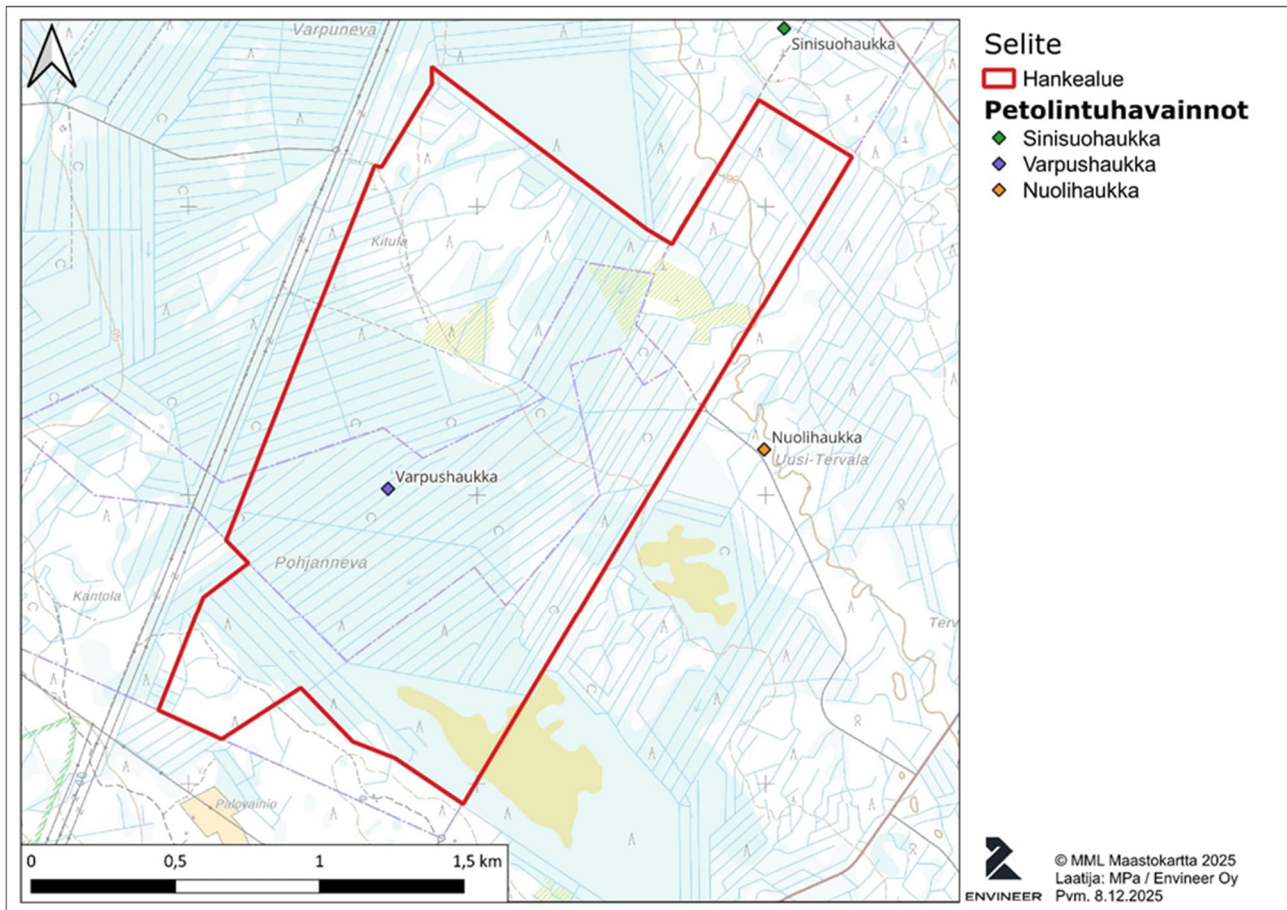 Varpuneva
Sinisuohaukka
Kitula
Nuolihaukka
Uusi-Tervala
Varpushaukka
Pohjanneva
Kantola
Terv
Palovainio
0 0,5 1 1,5 km
Selite
Hankealue
Petolintuhavainnot
Sinisuohaukka
Varpushaukka
Nuolihaukka
ENVINEER
© MML Maastokartta 2025
Laatija: MPa / Envineer Oy
Pvm. 8.12.2025